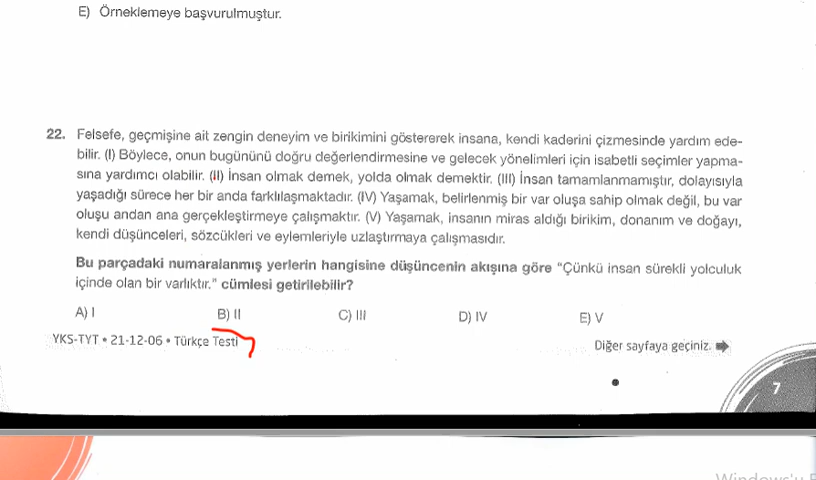 E) Örneklemeye başvurulmuştur.
22. Felsefe, geçmişine ait zengin deneyim ve birikimini göstererek insana, kendi kaderini çizmesinde yardım ede-
bilir. (I) Böylece, onun bugününü doğru değerlendirmesine ve gelecek yönelimleri için isabetli seçimler yapma-
sına yardımcı olabilir. (II) İnsan olmak demek, yolda olmak demektir. (III) İnsan tamamlanmamıştır, dolayısıyla
yaşadığı sürece her bir anda farklılaşmaktadır. (IV) Yaşamak, belirlenmiş bir var oluşa sahip olmak değil, bu var
oluşu andan ana gerçekleştirmeye çalışmaktır. (V) Yaşamak, insanın miras aldığı birikim, donanım ve doğayı,
kendi düşünceleri, sözcükleri ve eylemleriyle uzlaştırmaya çalışmasıdır.
Bu parçadaki numaralanmış yerlerin hangisine düşüncenin akışına göre "Çünkü insan sürekli yolculuk
içinde olan bir varlıktır." cümlesi getirilebilir?
A) I B) II C) III D) IV E) V
YKS-TYT • 21-12-06 • Türkçe Testi
Diğer sayfaya geçiniz.
7